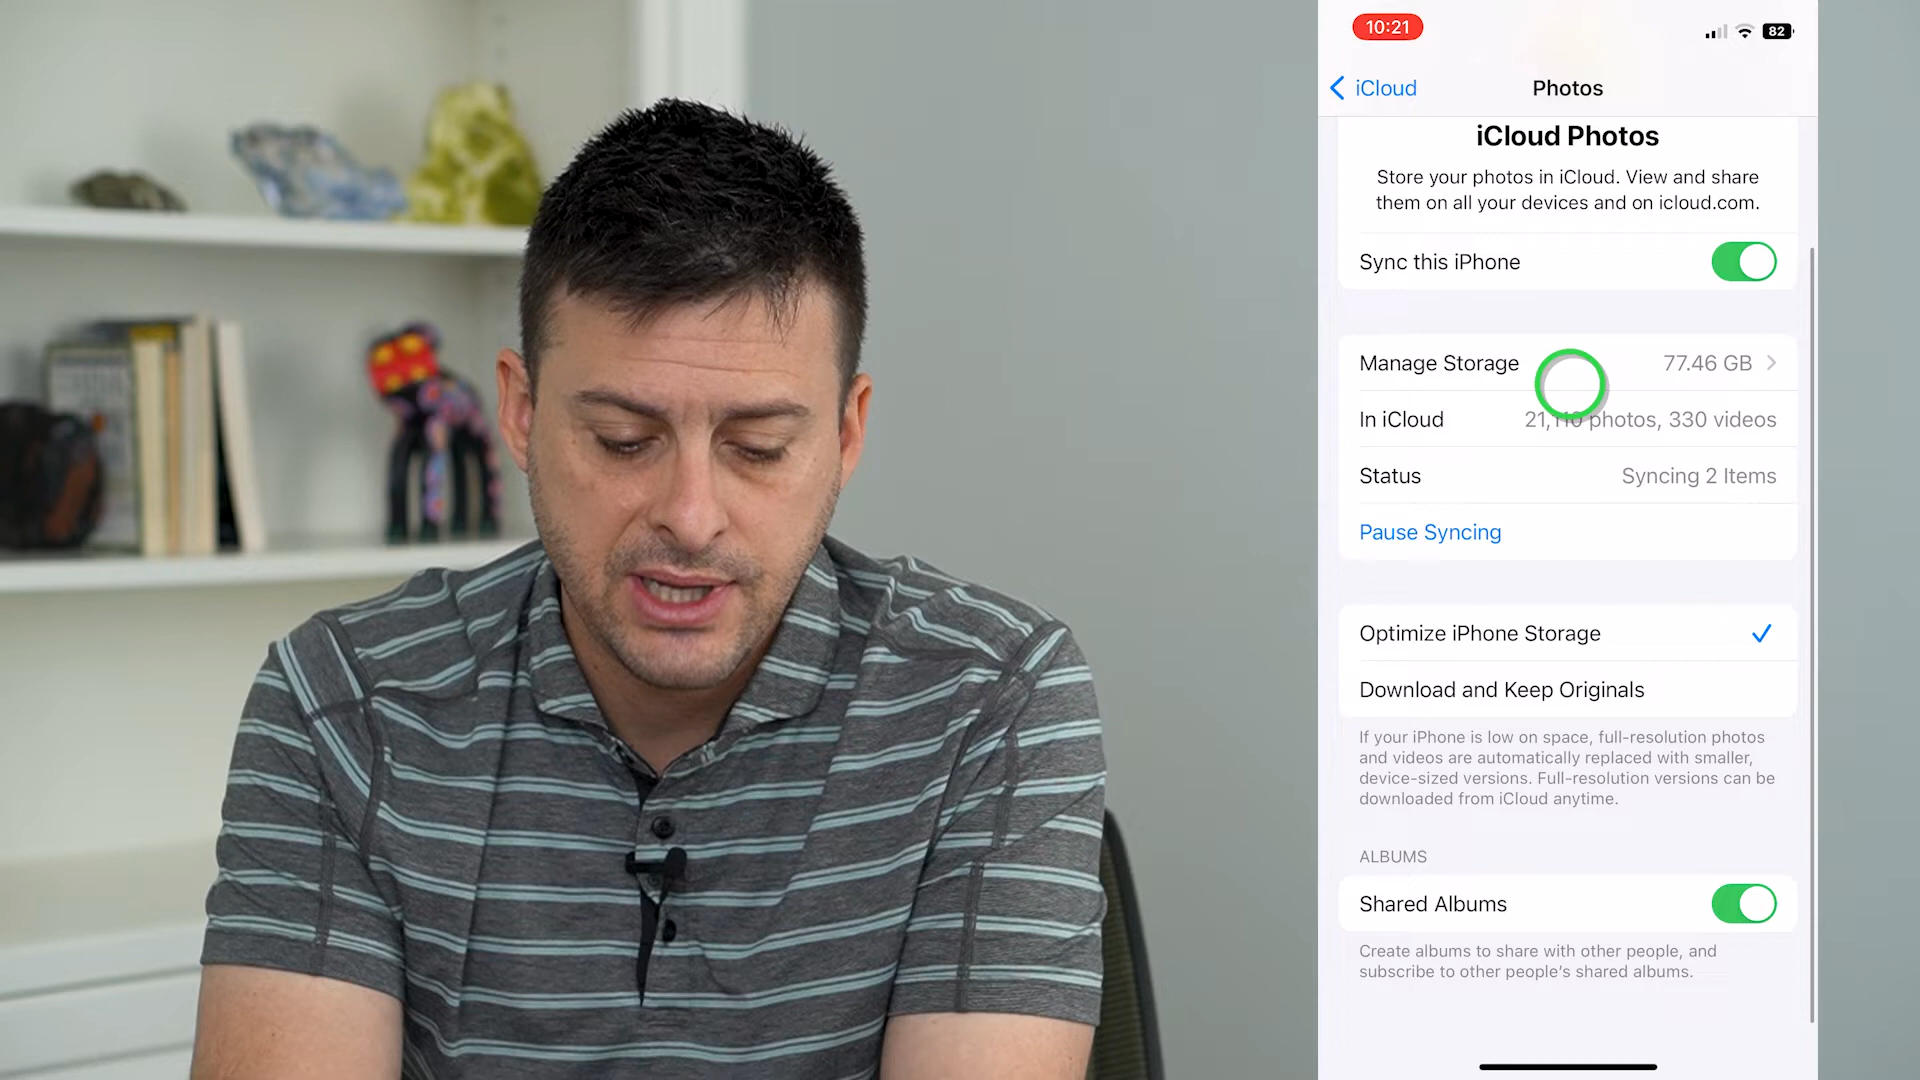 10:21
82
iCloud
Photos
iCloud Photos
Store your photos in iCloud. View and share
them on all your devices and on icloud.com.
Sync this iPhone
Manage Storage 77.46 GB
In iCloud 21,110 photos, 330 videos
Status Syncing 2 Items
Pause Syncing
Optimize iPhone Storage
Download and Keep Originals
If your iPhone is low on space, full-resolution photos
and videos are automatically replaced with smaller,
device-sized versions. Full-resolution versions can be
downloaded from iCloud anytime.
ALBUMS
Shared Albums
Create albums to share with other people, and
subscribe to other people's shared albums.